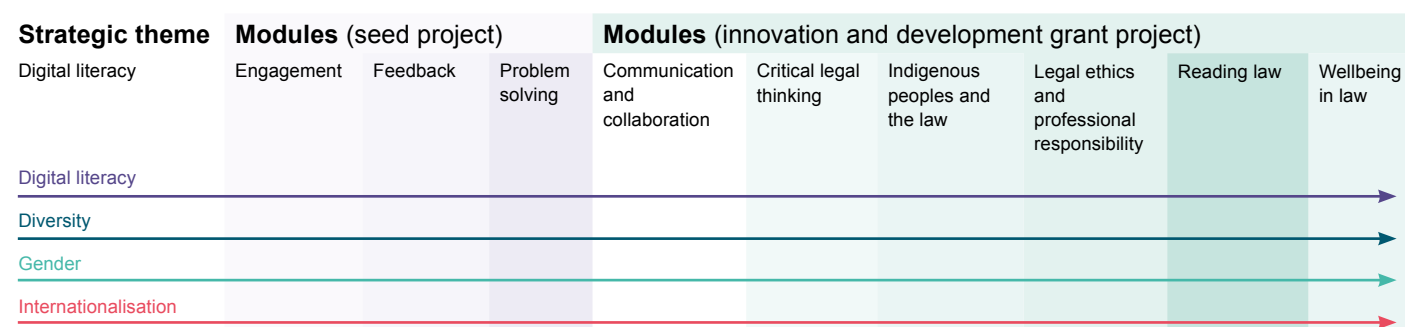 Strategic theme Modules (seed project) Modules (innovation and development grant project)
Digital literacy
Engagement
Feedback
Problem
solving
Communication
and
collaboration
Critical legal
thinking
Indigenous
peoples and
the law
Legal ethics
and
professional
responsibility
Reading law
Wellbeing
in law
Digital literacy
Diversity
Gender
Internationalisation